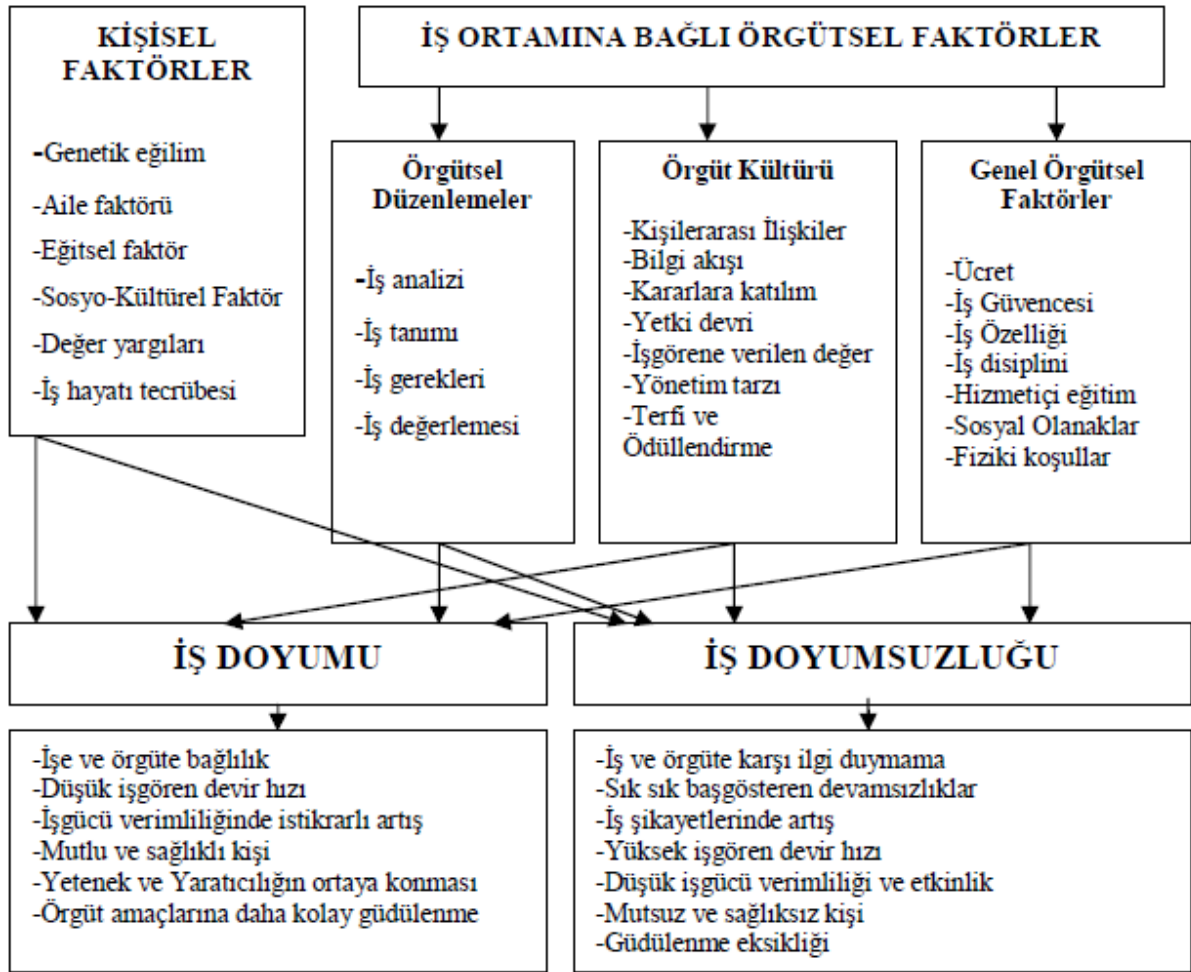 KİŞİSEL
FAKTÖRLER
-Genetik eğilim
-Aile faktörü
-Eğitsel faktör
-Sosyo-Kültürel Faktör
-Değer yargıları
-İş hayatı tecrübesi
İŞ ORTAMINA BAĞLI ÖRGÜTSEL FAKTÖRLER
Örgütsel
Düzenlemeler
-İş analizi
-İş tanımı
-İş gerekleri
-İş değerlemesi
Örgüt Kültürü
-Kişilerarası İlişkiler
-Bilgi akışı
-Kararlara katılım
-Yetki devri
-İşgörene verilen değer
-Yönetim tarzı
-Terfi ve
Ödüllendirme
Genel Örgütsel
Faktörler
-Ücret
-İş Güvencesi
-İş Özelliği
-İş disiplini
-Hizmetiçi eğitim
-Sosyal Olanaklar
-Fiziki koşullar
İŞ DOYUMU
-İşe ve örgüte bağlılık
-Düşük işgören devir hızı
-İşgücü verimliliğinde istikrarlı artış
-Mutlu ve sağlıklı kişi
-Yetenek ve Yaratıcılığın ortaya konması
-Örgüt amaçlarına daha kolay güdülenme
İŞ DOYUMSUZLUĞU
-İş ve örgüte karşı ilgi duymama
-Sık sık başgösteren devamsızlıklar
-İş şikayetlerinde artış
-Yüksek işgören devir hızı
-Düşük işgücü verimliliği ve etkinlik
-Mutsuz ve sağlıksız kişi
-Güdülenme eksikliği